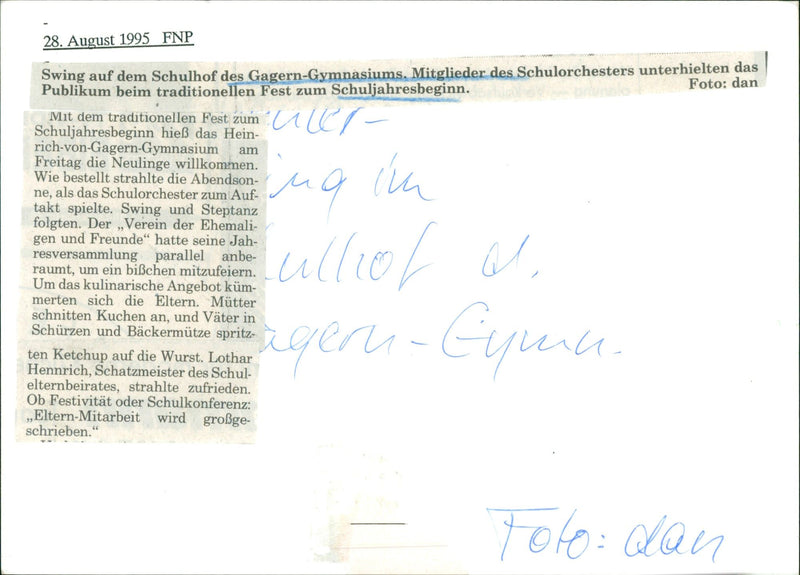 28. August 1995 FNP
Swing auf dem Schulhof des Gagern-Gymnasiums. Mitglieder des Schulorchesters unterhielten das
Publikum beim traditionellen Fest zum Schuljahresbeginn. Foto: dan
Mit dem traditionellen Fest zum
Schuljahresbeginn hieß das Hein-
rich-von-Gagern-Gymnasium am
Freitag die Neulinge willkommen.
Wie bestellt strahlte die Abendson-
ne, als das Schulorchester zum Auf-
takt spielte. Swing und Steptanz
folgten. Der „Verein der Ehemali-
gen und Freunde“ hatte seine Jah-
resversammlung parallel anbe-
raumt, um ein bißchen mitzufeiern.
Um das kulinarische Angebot küm-
merten sich die Eltern. Mütter
schnitten Kuchen an, und Väter in
Schürzen und Bäckermütze spritz-
ten Ketchup auf die Wurst. Lothar
Hennrich, Schatzmeister des Schul-
elternbeirates, strahlte zufrieden.
Ob Festivität oder Schulkonferenz:
„Eltern-Mitarbeit wird großge-
schrieben.“
ing im
ulhof d.
agern-Gymn.
Foto: dan